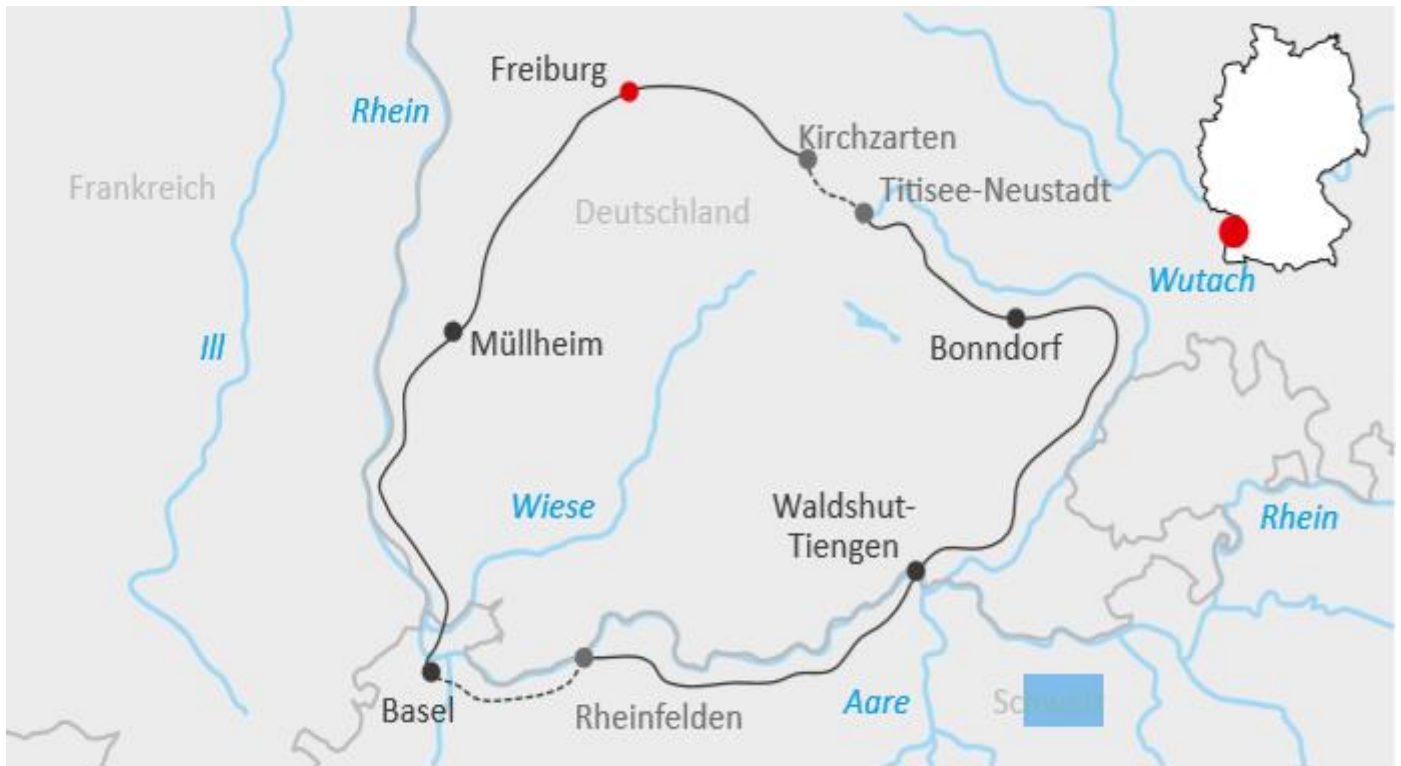 Freiburg
Rhein
Kirchzarten
Frankreich
Titisee-Neustadt
Deutschland
Wutach
Ill
Müllheim
Bonndorf
Wiese
Waldshut-
Tiengen
Rhein
Basel
Rheinfelden
Aare